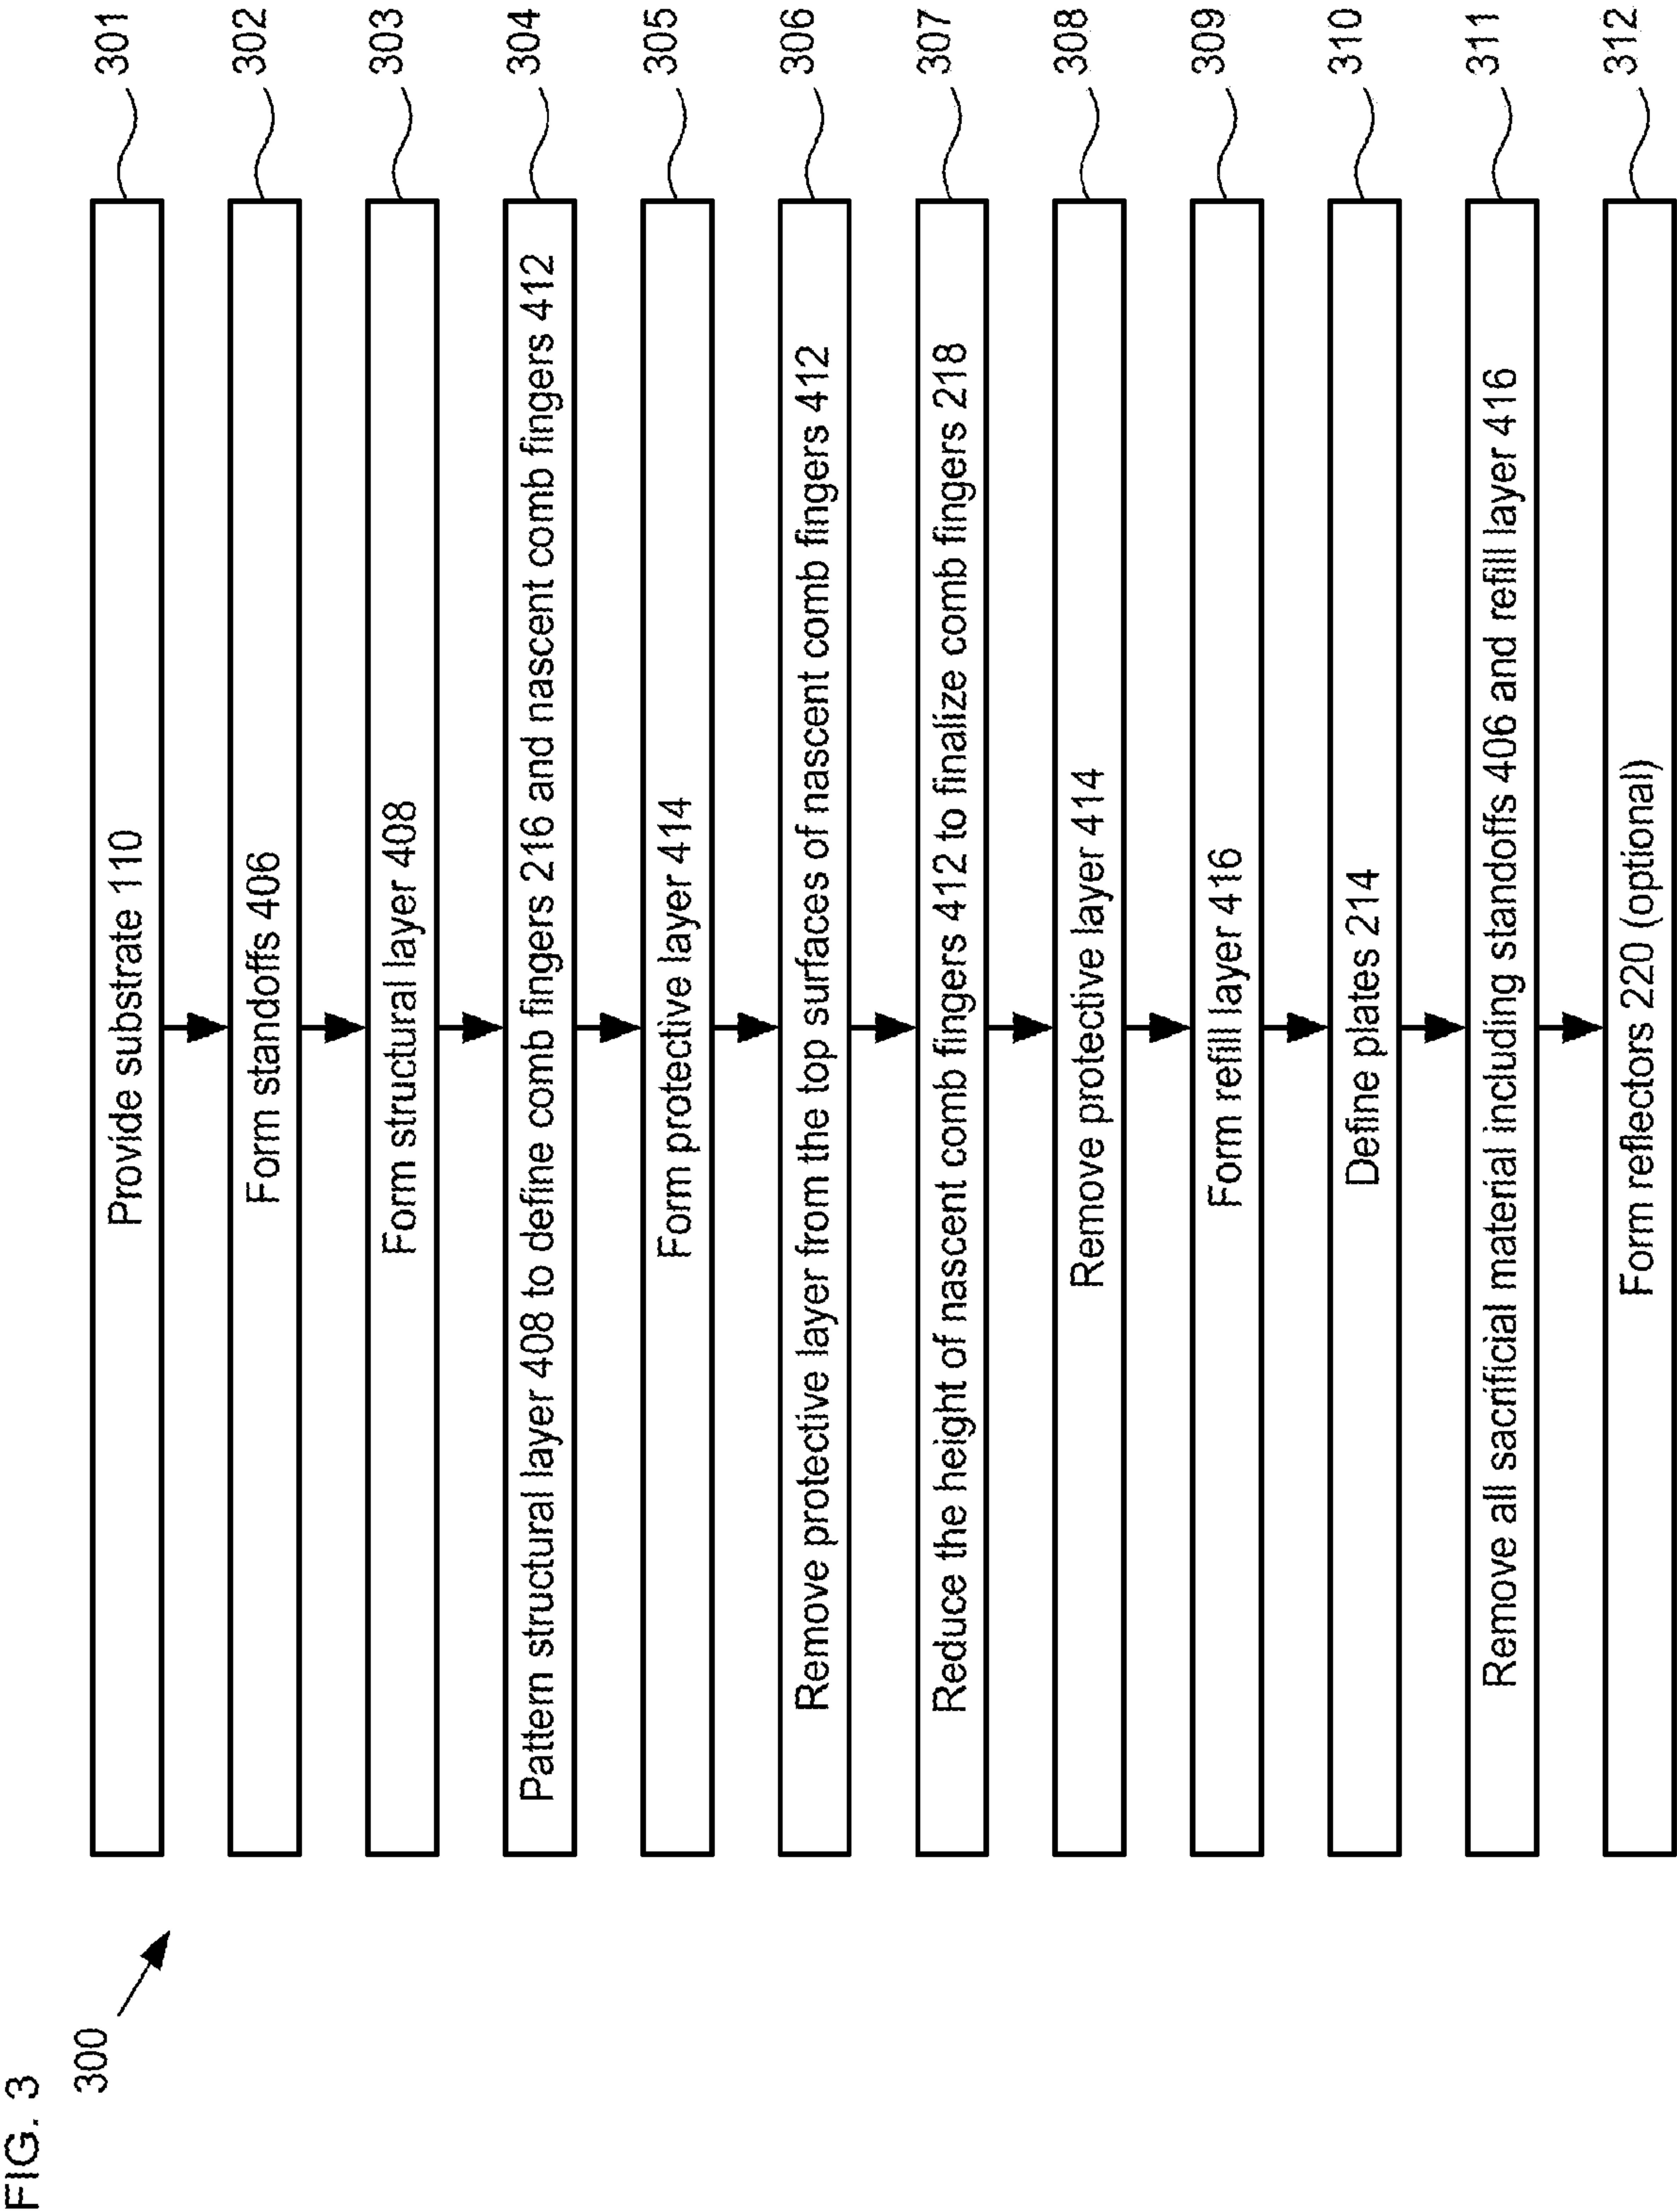 FIG. 3
300
Provide substrate 110
301
Form standoffs 406
302
Form structural layer 408
303
Pattern structural layer 408 to define comb fingers 216 and nascent comb fingers 412
304
Form protective layer 414
305
Remove protective layer from the top surfaces of nascent comb fingers 412
306
Reduce the height of nascent comb fingers 412 to finalize comb fingers 218
307
Remove protective layer 414
308
Form refill layer 416
309
Define plates 214
310
Remove all sacrificial material including standoffs 406 and refill layer 416
311
Form reflectors 220 (optional)
312